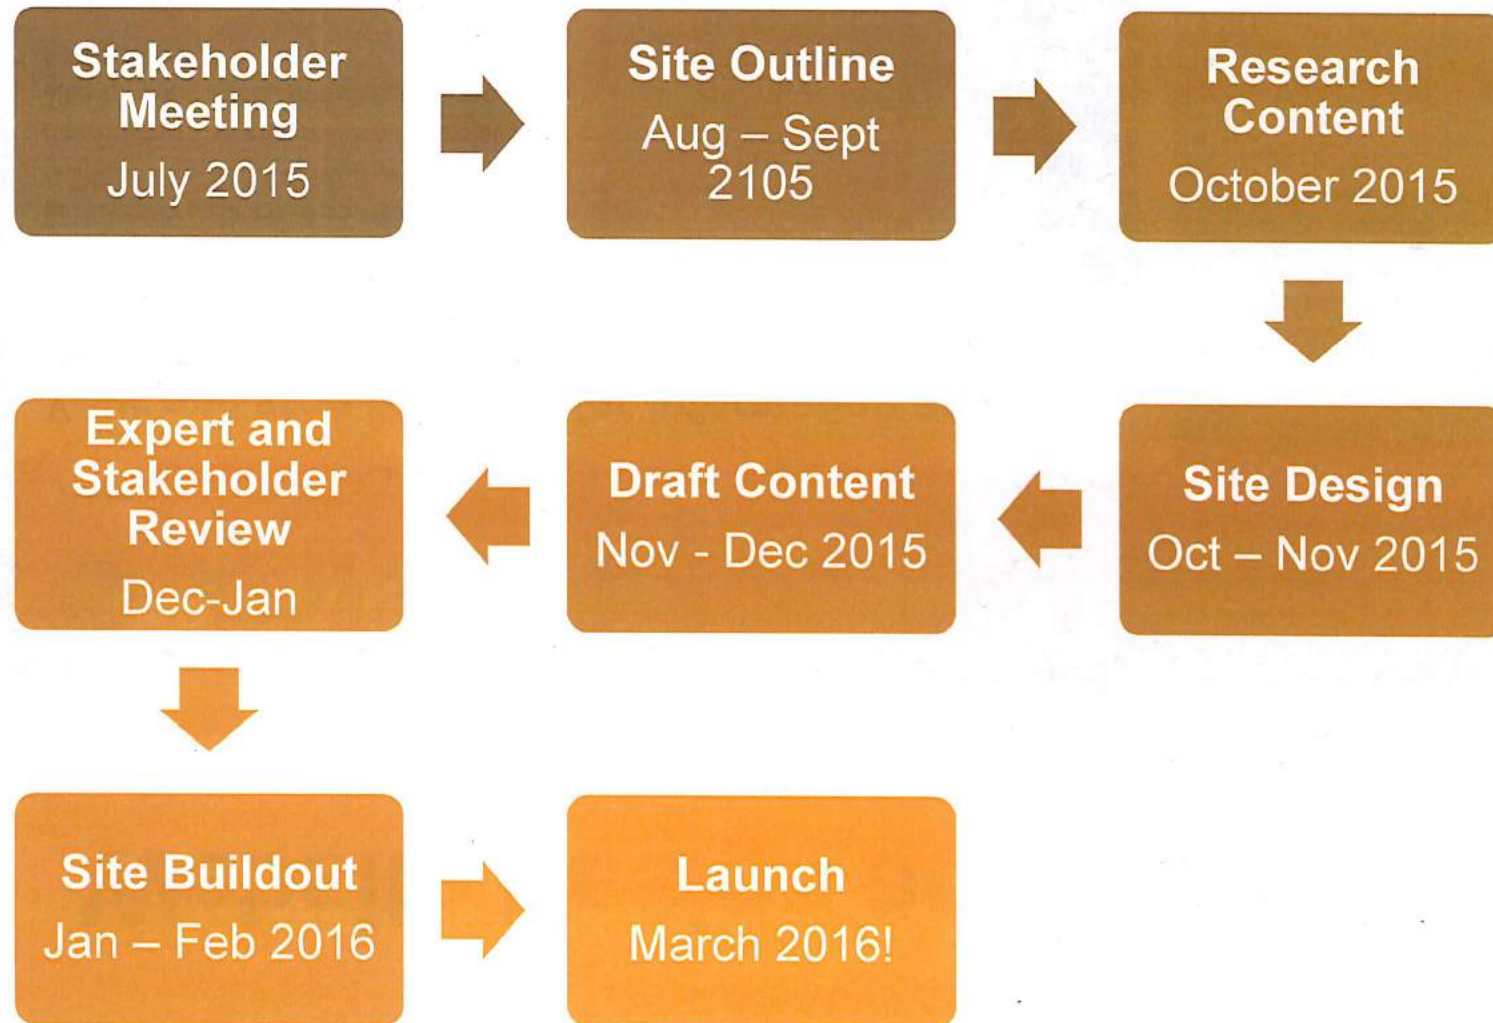 Stakeholder
Meeting
July 2015
Site Outline
Aug – Sept
2105
Research
Content
October 2015
Site Design
Oct – Nov 2015
Draft Content
Nov - Dec 2015
Expert and
Stakeholder
Review
Dec-Jan
Site Buildout
Jan – Feb 2016
Launch
March 2016!